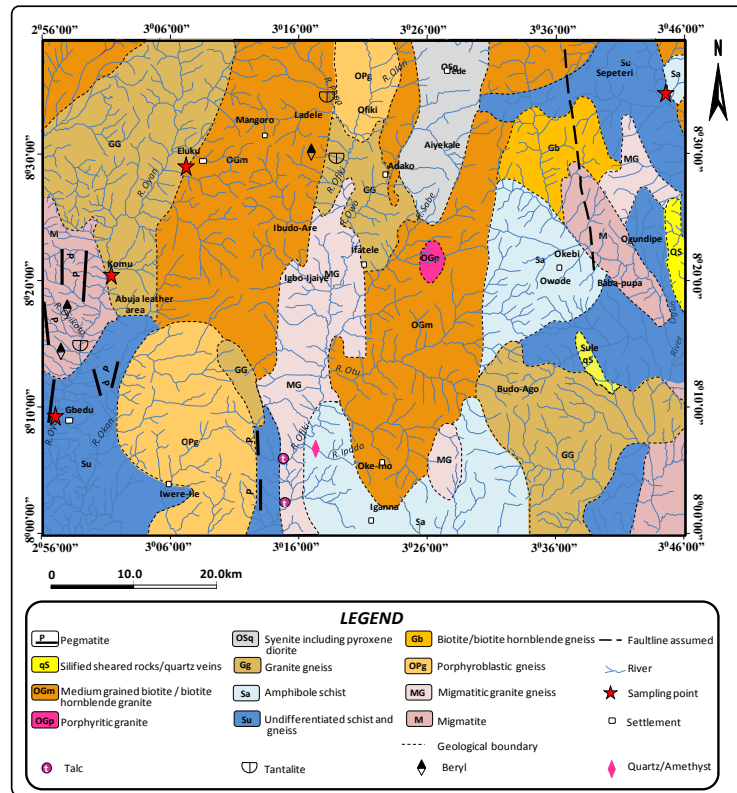 2°56'00" 3°06'00" 3°16'00" 3°26'00" 3°36'00" 3°46'00"
N
OPg
R. Olon
OSq
Tede
Su
Sepeteri
Sa
Mangoro
Ladele
Ofiki
Aiyekale
GG
Eluku
OGm
Gb
MG
8°30'00"
8°30'00"
R. Oyan
Adako
R. Ofiki
GG
R. Owo
R. Sabe
M
Ibudo-Are
M
Ogundipe
QS
Ifatele
OGp
Sa
Okebi
Komu
P
P
Igbo-Ijaiye
MG
Owode
Baba-pupa
8°20'00"
8°20'00"
Abuja leather
area
P
OGm
River
Sule
qS
GG
R. Otu
P
P
MG
Budo-Ago
8°10'00"
8°10'00"
Gbedu
R. Okan
OPg
P
R. Ofiki
R. Ipddo
Su
t
Oke-Iho
MG
GG
Iwere-Ile
P
t
Iganna
Sa
8°00'00"
8°00'00"
2°56'00" 3°06'00" 3°16'00" 3°26'00" 3°36'00" 3°46'00"
0 10.0 20.0km
LEGEND
P Pegmatite
OSq Syenite including pyroxene
diorite
Gb Biotite/biotite hornblende gneiss
Faultline assumed
qS Silified sheared rocks/quartz veins
Gg Granite gneiss
OPg Porphyroblastic gneiss
River
OGm Medium grained biotite / biotite
hornblende granite
Sa Amphibole schist
MG Migmatitic granite gneiss
Sampling point
OGp Porphyritic granite
Su Undifferentiated schist and
gneiss
M Migmatite
Settlement
Geological boundary
t Talc
Tantalite
Beryl
Quartz/Amethyst